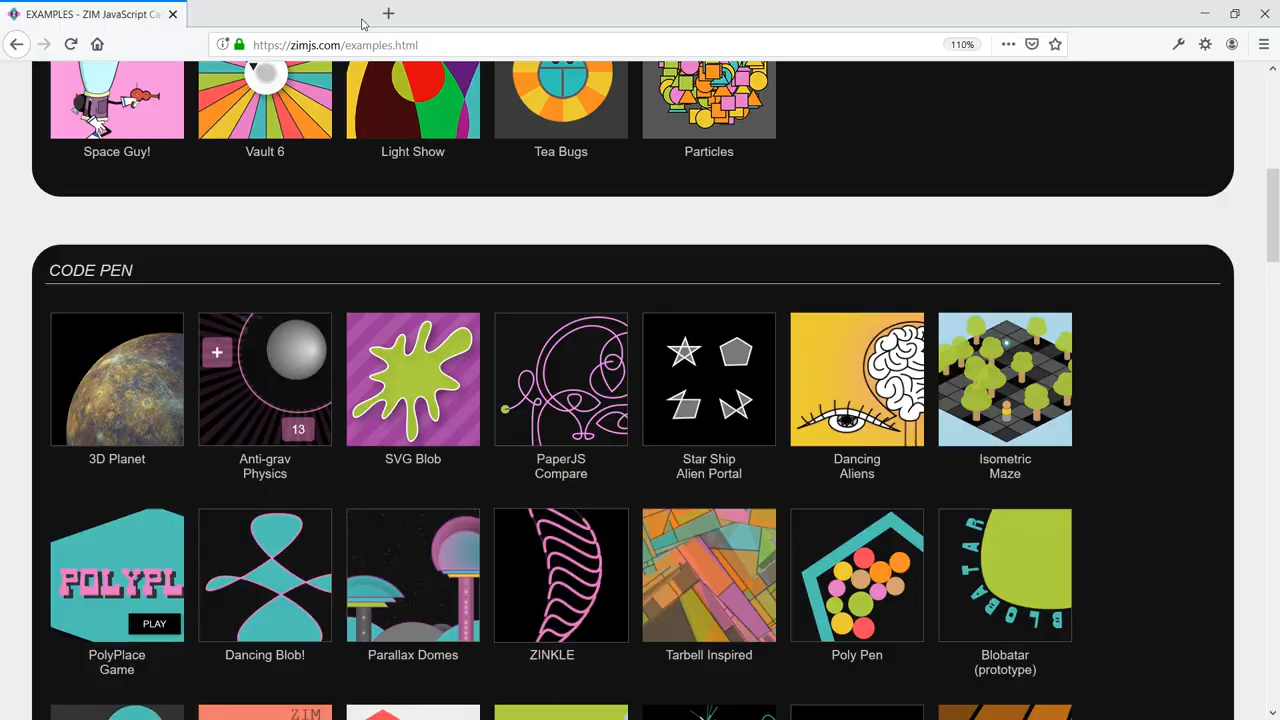 EXAMPLES - ZIM JavaScript Ca
https://zimjs.com/examples.html
110%
Space Guy!
Vault 6
Light Show
Tea Bugs
Particles
CODE PEN
13
3D Planet
Anti-grav
Physics
SVG Blob
PaperJS
Compare
Star Ship
Alien Portal
Dancing
Aliens
Isometric
Maze
POLYPL
PLAY
BLOBATAR
PolyPlace
Game
Dancing Blob!
Parallax Domes
ZINKLE
Tarbell Inspired
Poly Pen
Blobatar
(prototype)
ZIM